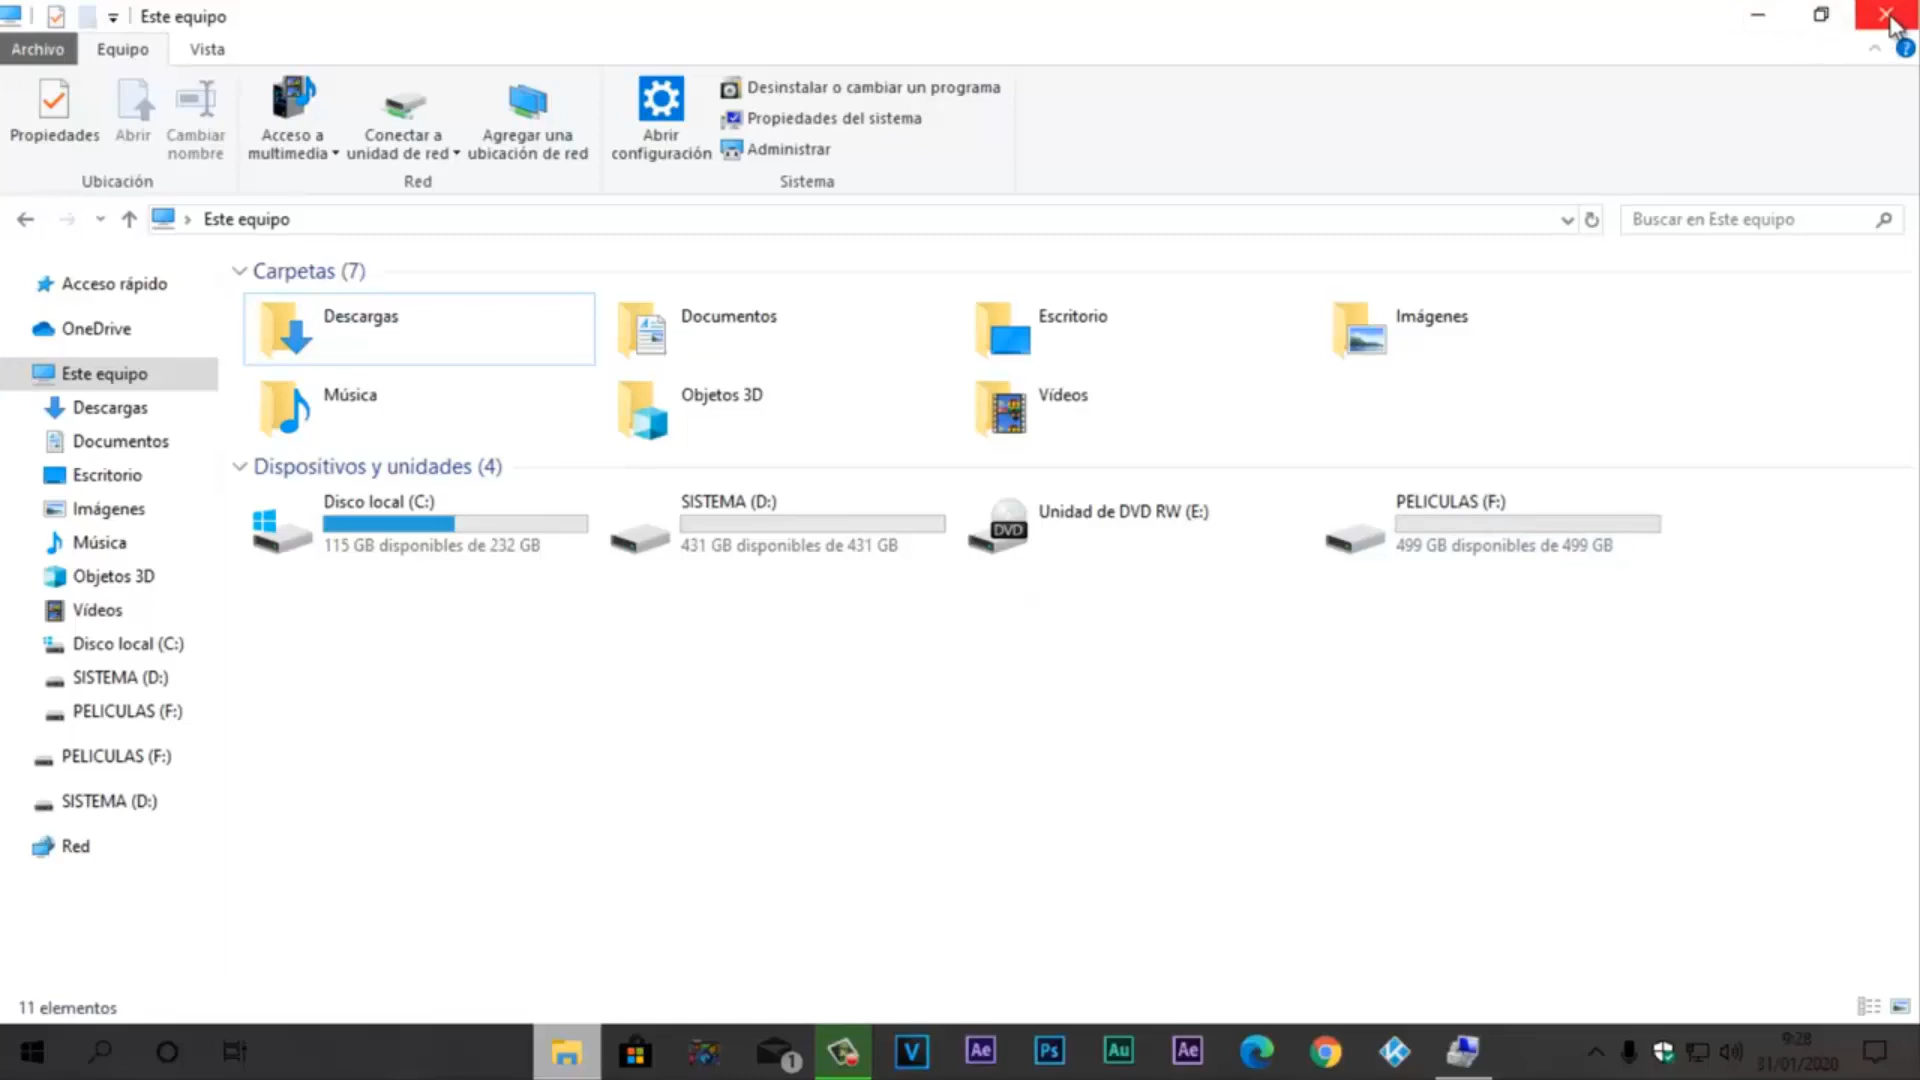 Este equipo
Archivo Equipo Vista
Propiedades Abrir Cambiar nombre
Ubicación
Acceso a multimedia Conectar a unidad de red Agregar una ubicación de red
Red
Abrir configuración
Desinstalar o cambiar un programa
Propiedades del sistema
Administrar
Sistema
Este equipo
Buscar en Este equipo
Acceso rápido
OneDrive
Este equipo
Descargas
Documentos
Escritorio
Imágenes
Música
Objetos 3D
Vídeos
Disco local (C:)
SISTEMA (D:)
PELICULAS (F:)
PELICULAS (F:)
SISTEMA (D:)
Red
Carpetas (7)
Descargas
Documentos
Escritorio
Imágenes
Música
Objetos 3D
Vídeos
Dispositivos y unidades (4)
Disco local (C:)
115 GB disponibles de 232 GB
SISTEMA (D:)
431 GB disponibles de 431 GB
DVD
Unidad de DVD RW (E:)
PELICULAS (F:)
499 GB disponibles de 499 GB
11 elementos
1
V
Ae
Ps
Au
Ae
9:28
31/01/2020